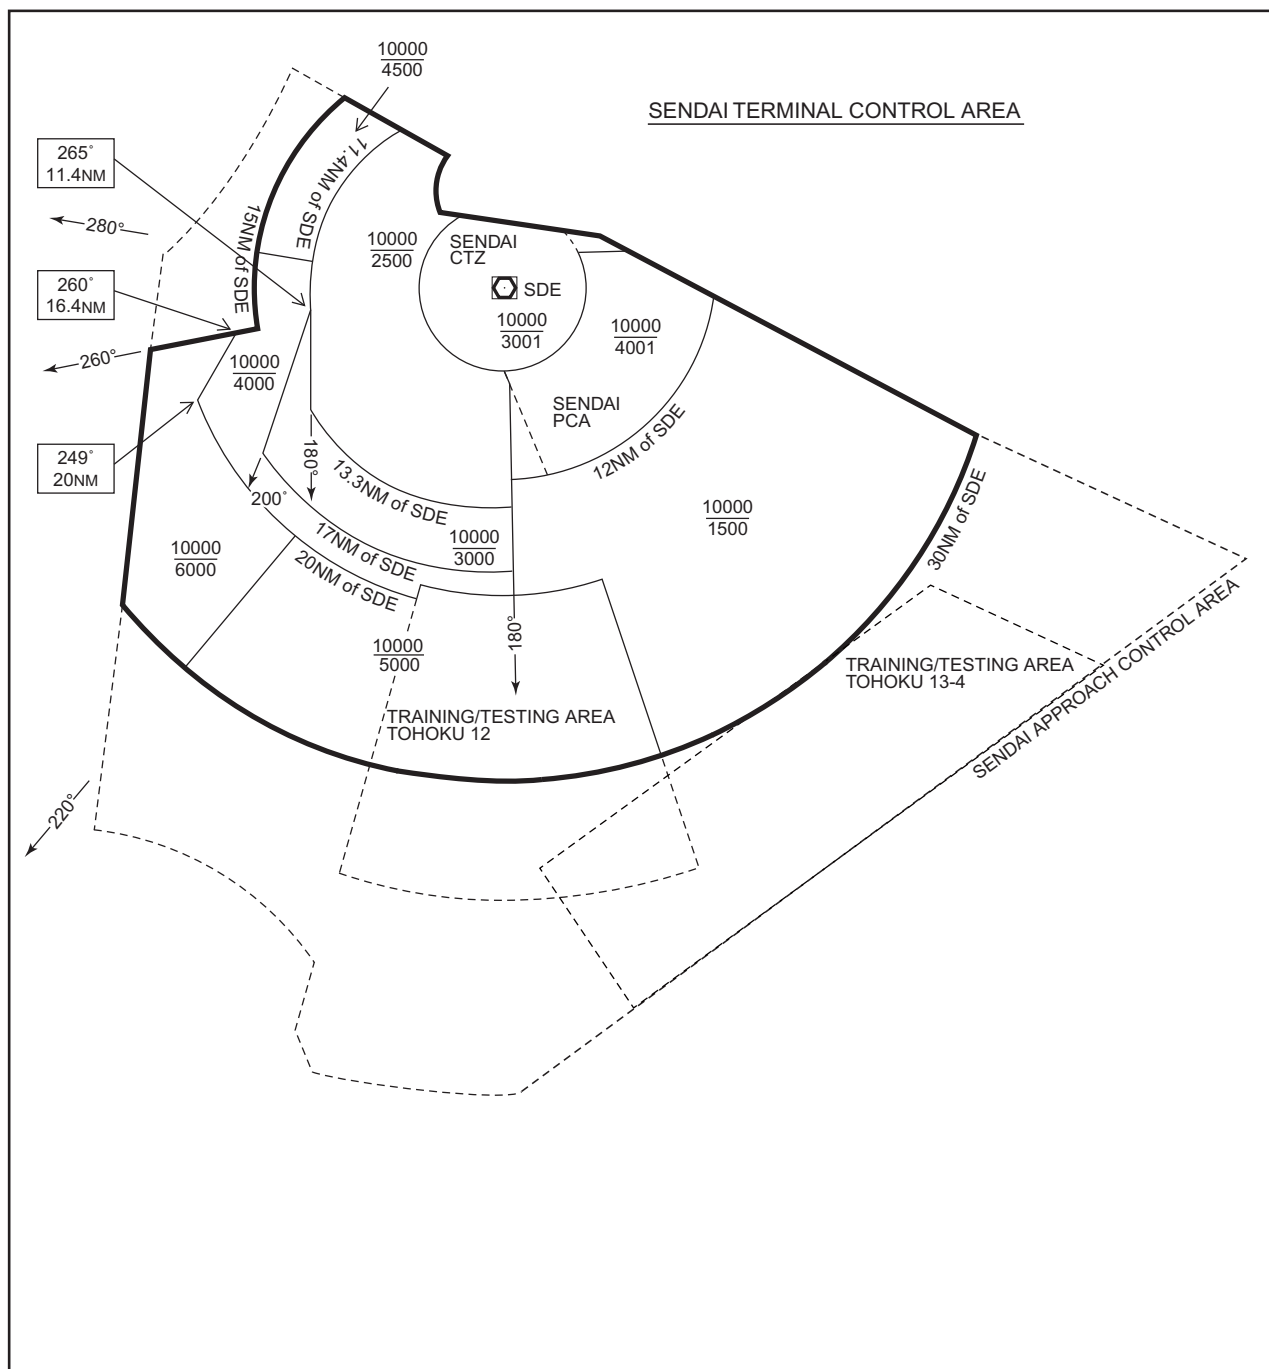 10000
4500
SENDAI TERMINAL CONTROL AREA
265°
11.4NM
11.4NM of SDE
280°
15NM of SDE
10000
2500
SENDAI
CTZ
SDE
260°
16.4NM
10000
3001
10000
4001
260°
10000
4000
SENDAI
PCA
12NM of SDE
249°
20NM
180°
13.3NM of SDE
200°
10000
1500
30NM of SDE
17NM of SDE
10000
3000
10000
6000
20NM of SDE
180°
10000
5000
TRAINING/TESTING AREA
TOHOKU 13-4
SENDAI APPROACH CONTROL AREA
TRAINING/TESTING AREA
TOHOKU 12
220°